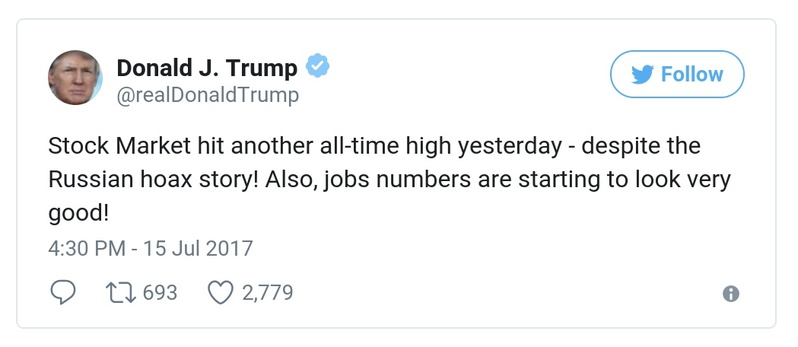 Donald J. Trump
Follow
@realDonaldTrump
Stock Market hit another all-time high yesterday - despite the
Russian hoax story! Also, jobs numbers are starting to look very
good!
4:30 PM - 15 Jul 2017
693 2,779